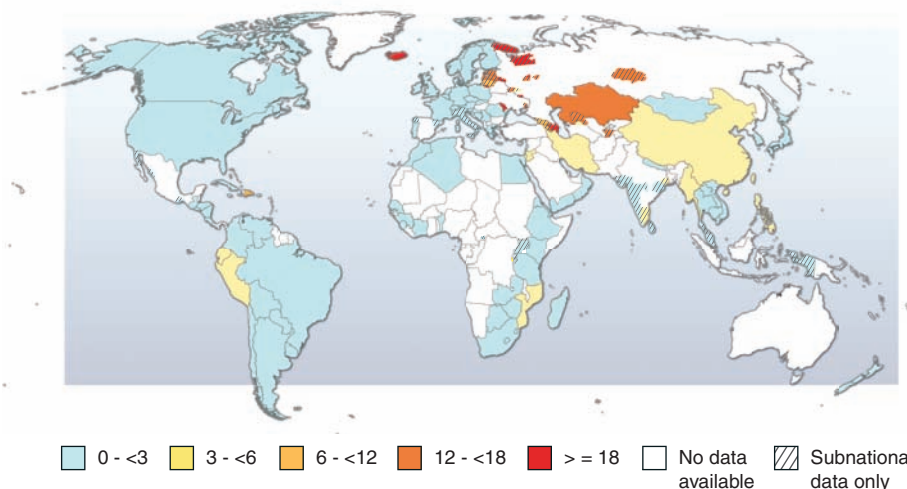 0 - <3 3 - <6 6 - <12 12 - <18 > = 18 No data Subnationa
available data only